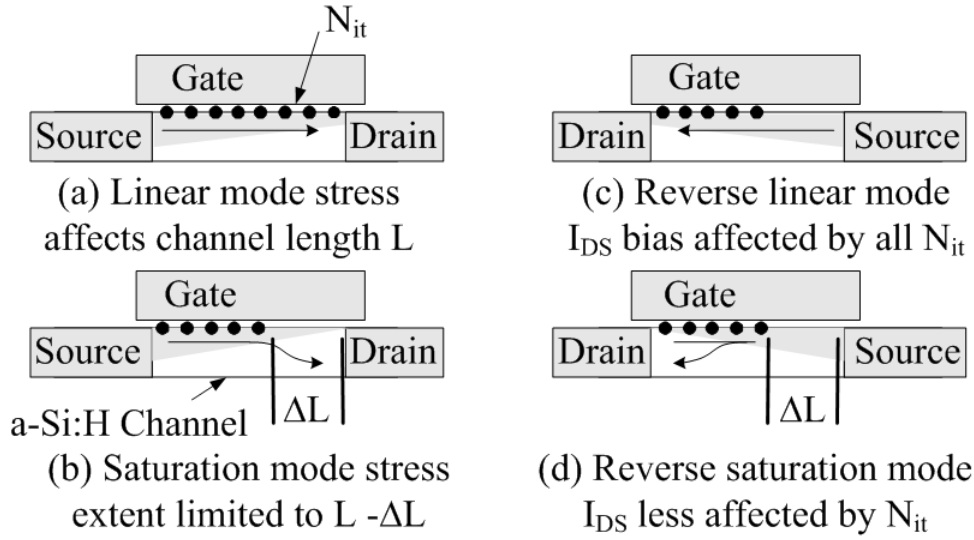 N_it
Gate
Source
Drain
(a) Linear mode stress
affects channel length L
Gate
Source
Drain
ΔL
a-Si:H Channel
(b) Saturation mode stress
extent limited to L -ΔL
Gate
Drain
Source
(c) Reverse linear mode
I_DS bias affected by all N_it
Gate
Drain
Source
ΔL
(d) Reverse saturation mode
I_DS less affected by N_it